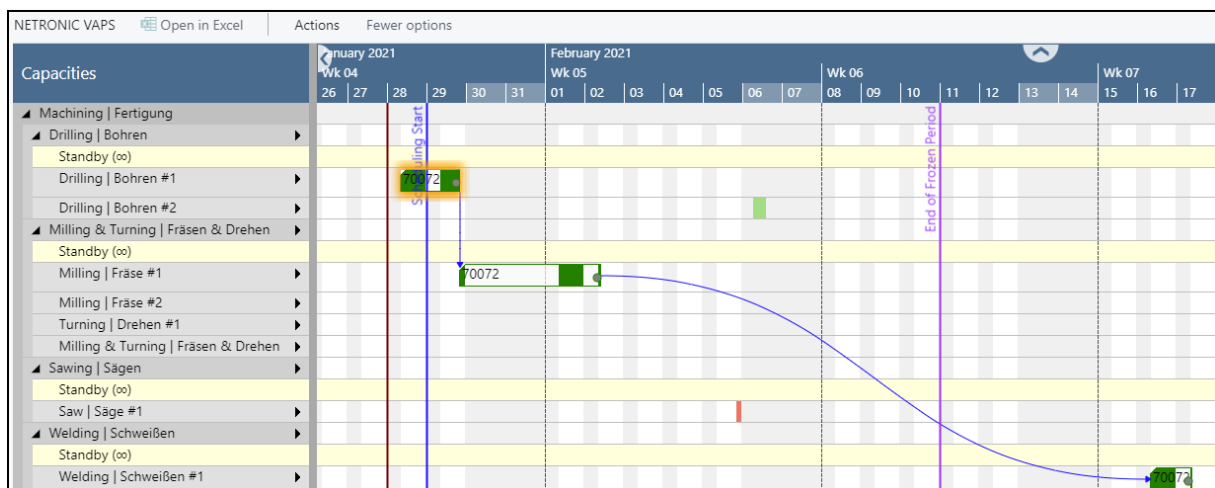 NETRONIC VAPS Open in Excel Actions Fewer options
Capacities
nuary 2021 February 2021
Wk 04 Wk 05 Wk 06 Wk 07
26 27 28 29 30 31 01 02 03 04 05 06 07 08 09 10 11 12 13 14 15 16 17
Machining | Fertigung
Drilling | Bohren
Standby (∞)
Drilling | Bohren #1
70072
Drilling | Bohren #2
Milling & Turning | Fräsen & Drehen
Standby (∞)
Milling | Fräse #1
70072
Milling | Fräse #2
Turning | Drehen #1
Milling & Turning | Fräsen & Drehen
Sawing | Sägen
Standby (∞)
Saw | Säge #1
Welding | Schweißen
Standby (∞)
Welding | Schweißen #1
70072
Scheduling Start
End of Frozen Period